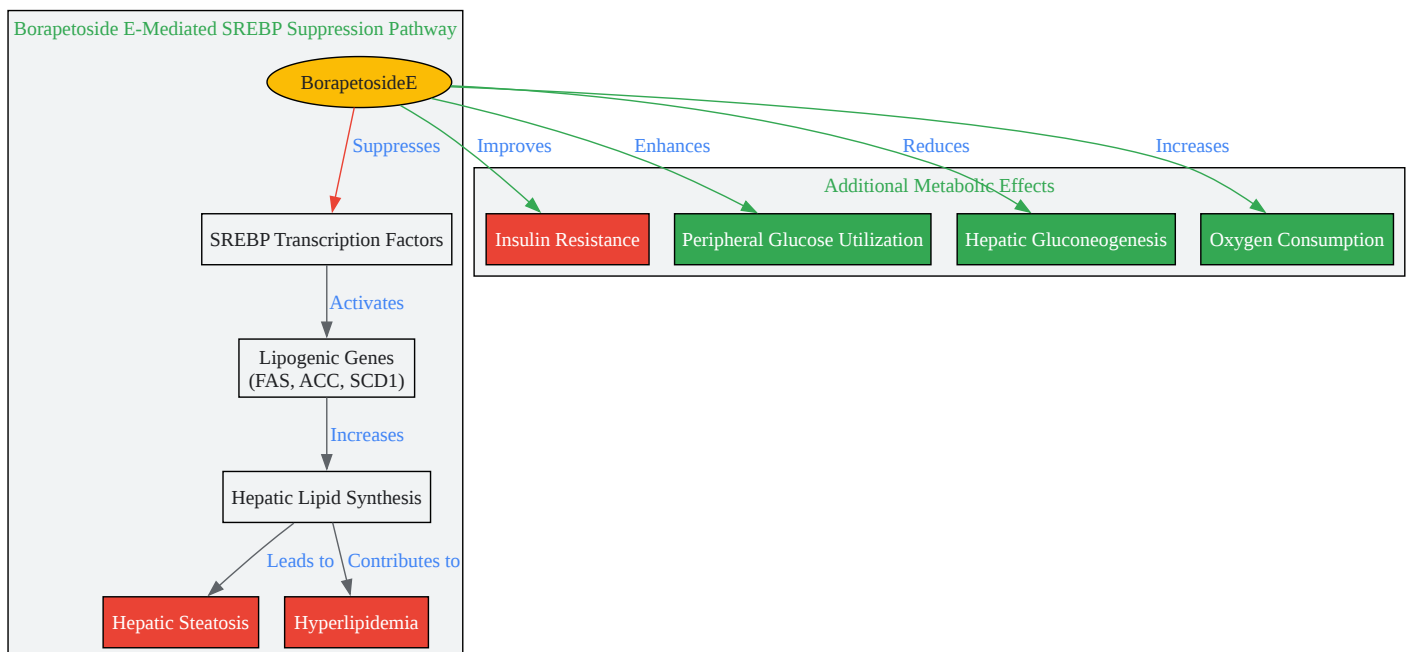 Borapetoside E-Mediated SREBP Suppression Pathway
BorapetosideE
Suppresses
Improves
Enhances
Reduces
Increases
Additional Metabolic Effects
SREBP Transcription Factors
Insulin Resistance
Peripheral Glucose Utilization
Hepatic Gluconeogenesis
Oxygen Consumption
Activates
Lipogenic Genes
(FAS, ACC, SCD1)
Increases
Hepatic Lipid Synthesis
Leads to
Contributes to
Hepatic Steatosis
Hyperlipidemia